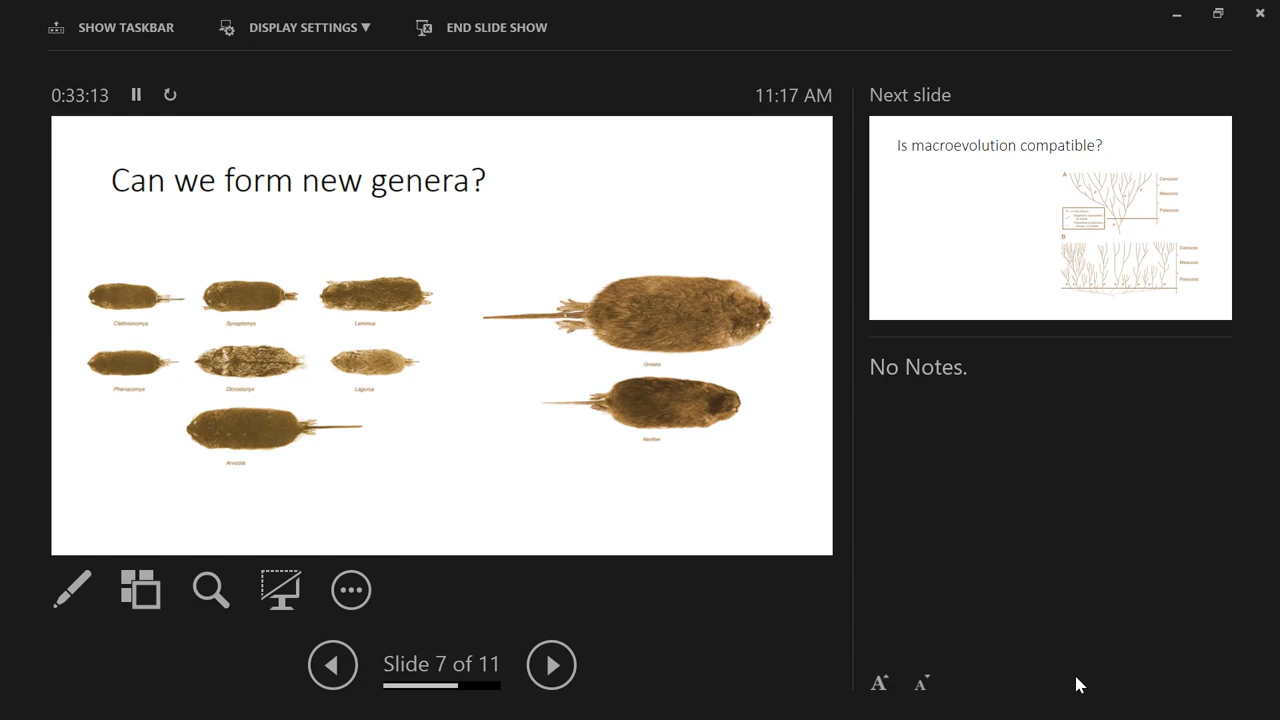 SHOW TASKBAR
DISPLAY SETTINGS ▼
END SLIDE SHOW
0:33:13
11:17 AM
Next slide
Can we form new genera?
Clethrionomys
Synaptomys
Lemmus
Phenacomys
Dicrostonyx
Lagurus
Arvicola
Ondatra
Neofiber
Is macroevolution compatible?
A
Cenozoic
Mesozoic
Paleozoic
B
Cenozoic
Mesozoic
Paleozoic
No Notes.
Slide 7 of 11
A
A